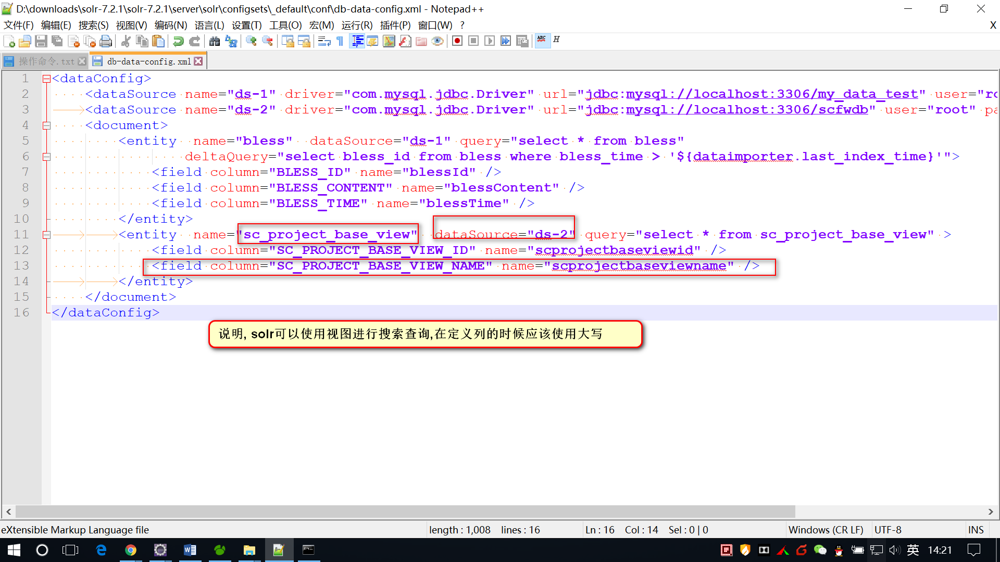 D:\downloads\solr-7.2.1\solr-7.2.1\server\solr\configsets\_default\conf\db-data-config.xml - Notepad++
文件(F) 编辑(E) 搜索(S) 视图(V) 编码(N) 语言(L) 设置(T) 工具(O) 宏(M) 运行(R) 插件(P) 窗口(W) ? X
操作命令.txt db-data-config.xml
1 <dataConfig>
2 <dataSource name="ds-1" driver="com.mysql.jdbc.Driver" url="jdbc:mysql://localhost:3306/my_data_test" user="ro
3 <dataSource name="ds-2" driver="com.mysql.jdbc.Driver" url="jdbc:mysql://localhost:3306/scfwdb" user="root" pa
4 <document>
5 <entity name="bless" dataSource="ds-1" query="select * from bless"
6 deltaQuery="select bless_id from bless where bless_time > '${dataimporter.last_index_time}'">
7 <field column="BLESS_ID" name="blessId" />
8 <field column="BLESS_CONTENT" name="blessContent" />
9 <field column="BLESS_TIME" name="blessTime" />
10 </entity>
11 <entity name="sc_project_base_view" dataSource="ds-2" query="select * from sc_project_base_view" >
12 <field column="SC_PROJECT_BASE_VIEW_ID" name="scprojectbaseviewid" />
13 <field column="SC_PROJECT_BASE_VIEW_NAME" name="scprojectbaseviewname" />
14 </entity>
15 </document>
16 </dataConfig>
说明, solr可以使用视图进行搜索查询,在定义列的时候应该使用大写
eXtensible Markup Language file length : 1,008 lines : 16 Ln : 16 Col : 14 Sel : 0 | 0 Windows (CR LF) UTF-8 INS
英 14:21